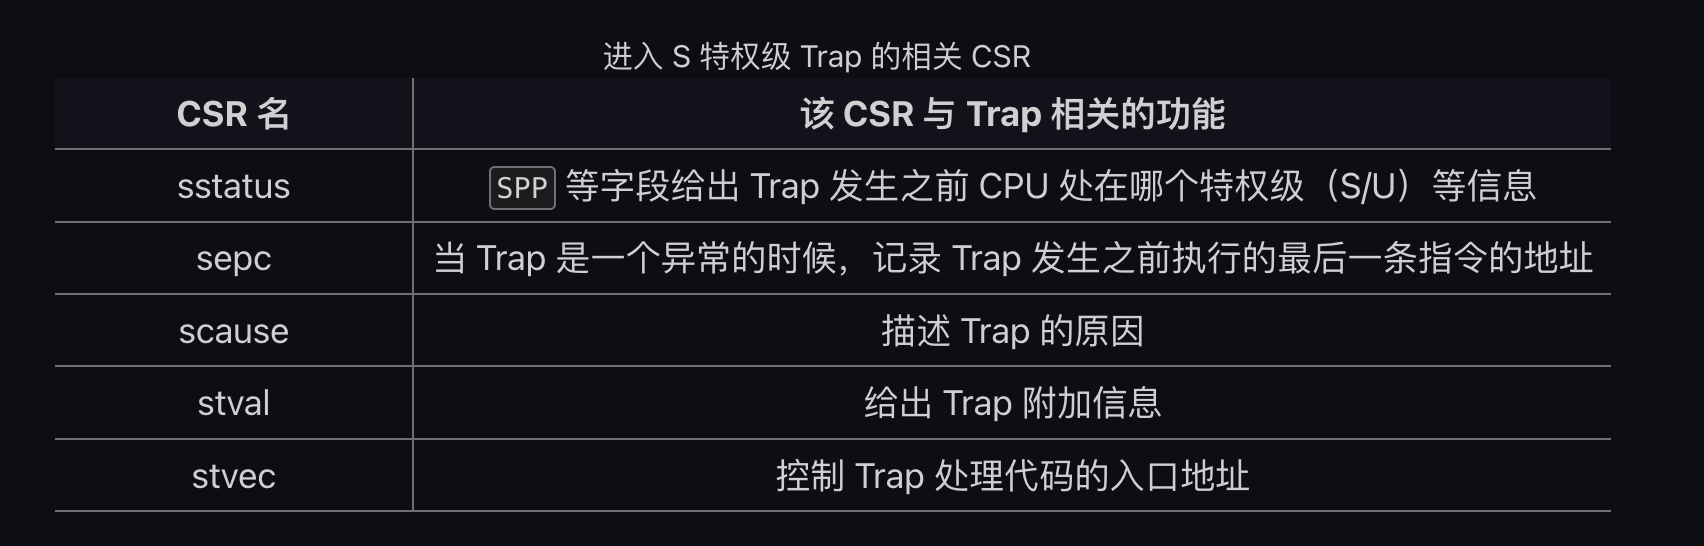 进入 S 特权级 Trap 的相关 CSR
CSR 名 该 CSR 与 Trap 相关的功能
sstatus SPP 等字段给出 Trap 发生之前 CPU 处在哪个特权级（S/U）等信息
sepc 当 Trap 是一个异常的时候，记录 Trap 发生之前执行的最后一条指令的地址
scause 描述 Trap 的原因
stval 给出 Trap 附加信息
stvec 控制 Trap 处理代码的入口地址